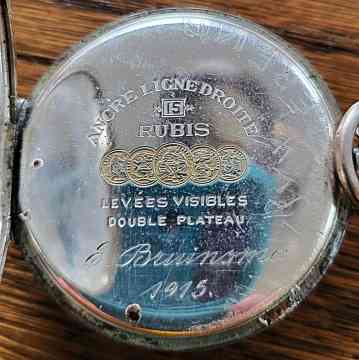 ANCRE LIGNE DROITE
15
RUBIS
LEVÉES VISIBLES
DOUBLE PLATEAU
E.
1915.